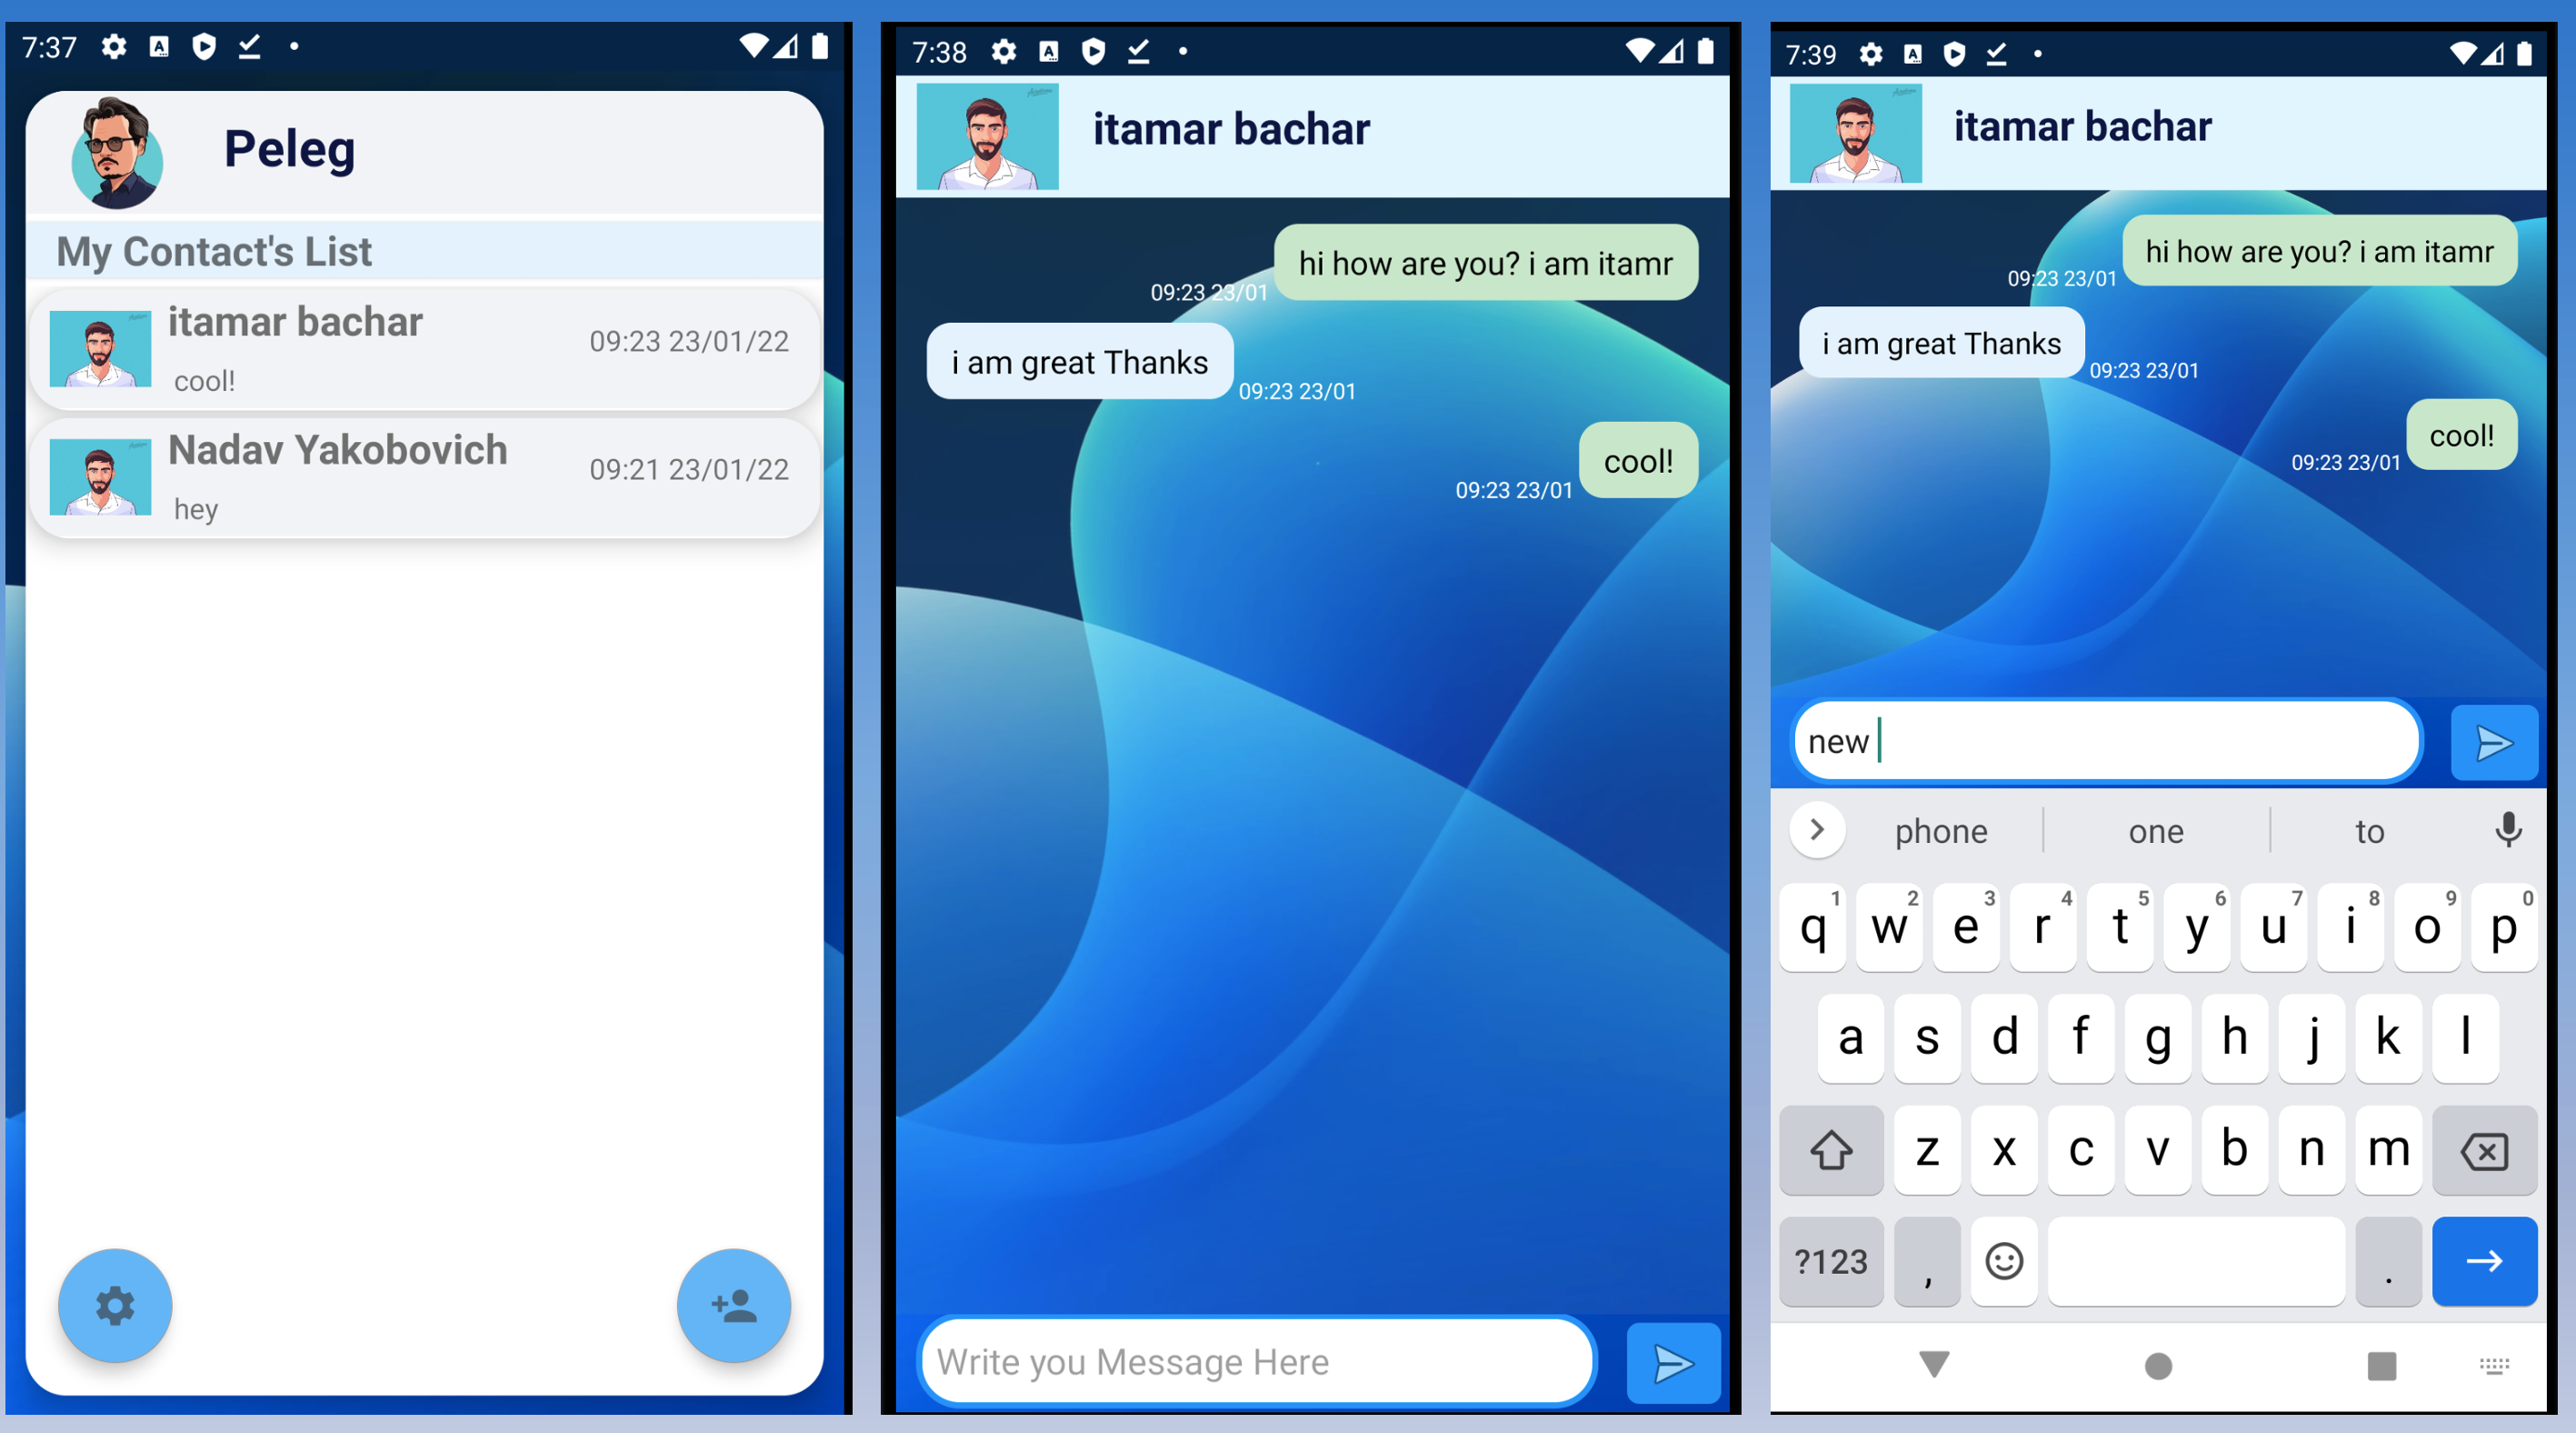 7:37
Peleg
My Contact's List
itamar bachar
09:23 23/01/22
cool!
Nadav Yakobovich
09:21 23/01/22
hey
7:38
itamar bachar
hi how are you? i am itamr
09:23 23/01
i am great Thanks
09:23 23/01
cool!
09:23 23/01
Write you Message Here
7:39
itamar bachar
hi how are you? i am itamr
09:23 23/01
i am great Thanks
09:23 23/01
cool!
09:23 23/01
new
phone one to
1 2 3 4 5 6 7 8 9 0
q w e r t y u i o p
a s d f g h j k l
z x c v b n m
?123 , .